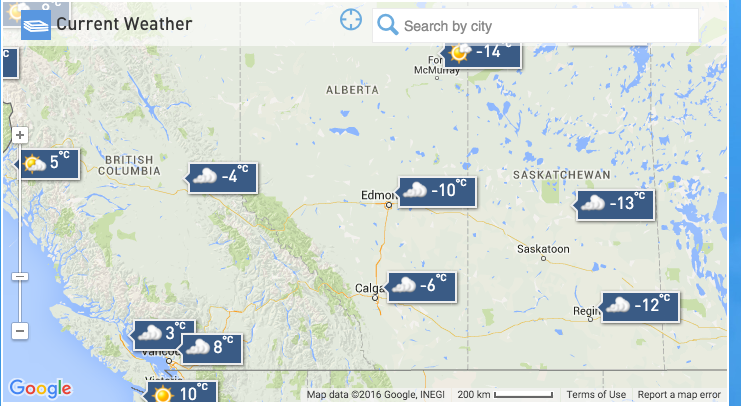 Current Weather
Search by city
-14°C
For
McMurray
ALBERTA
5°C
BRITISH
COLUMBIA
-4°C
Edmon
-10°C
SASKATCHEWAN
-13°C
Saskatoon
Calga
-6°C
Regin
-12°C
3°C
8°C
Vancou
10°C
Google
Map data ©2016 Google, INEGI
200 km
Terms of Use
Report a map error